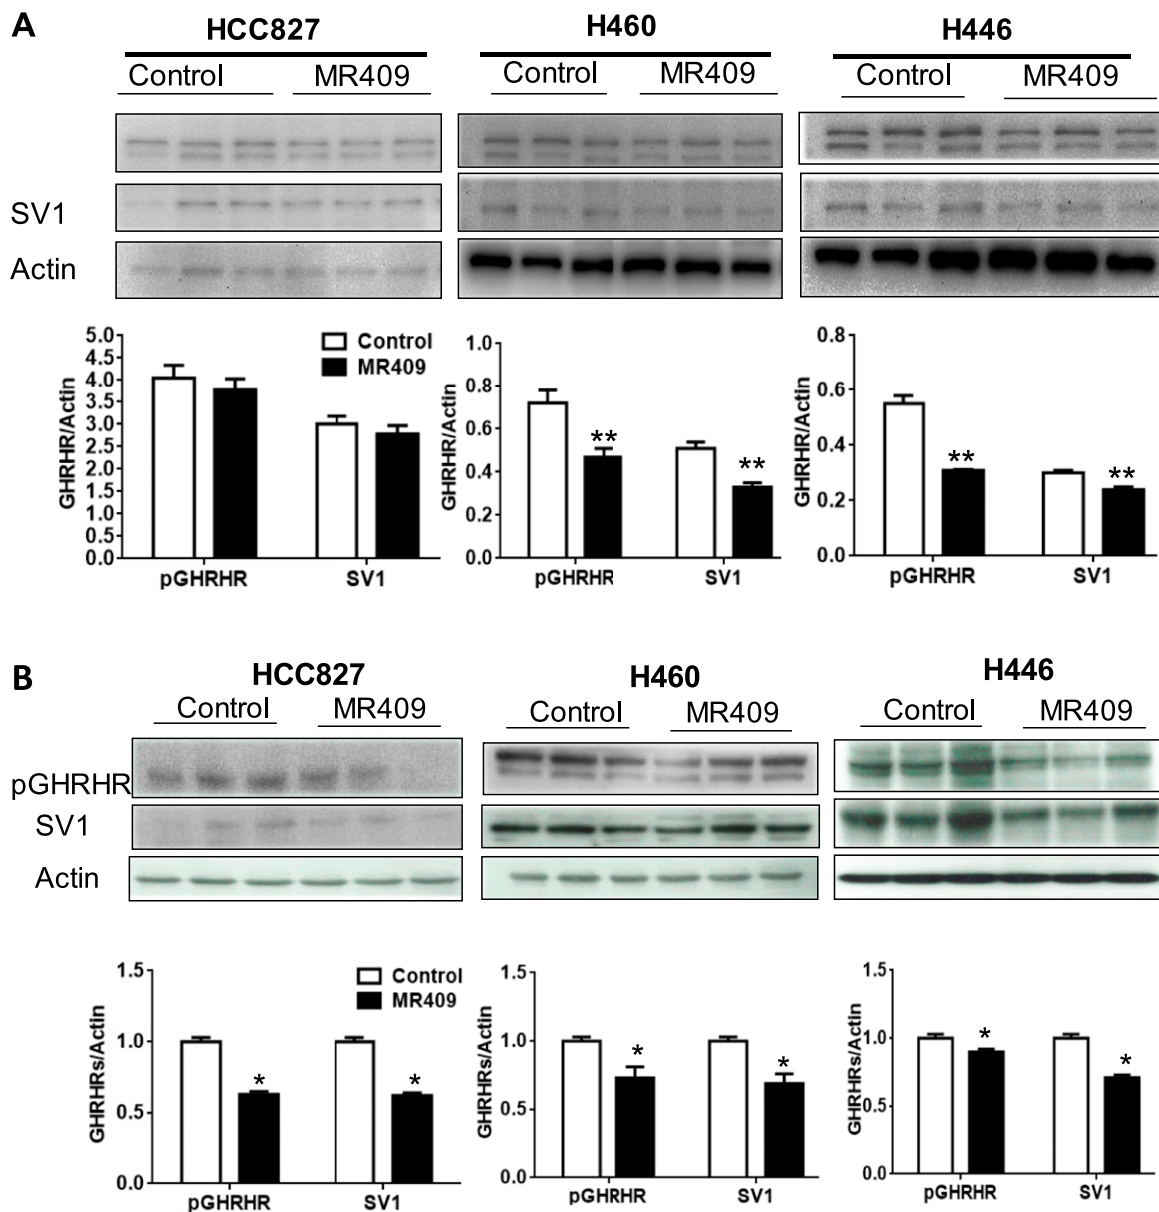 A
HCC827
H460
H446
Control
MR409
Control
MR409
Control
MR409
SV1
Actin
GHRHR/Actin
5.0
4.5
4.0
3.5
3.0
2.5
2.0
1.5
1.0
0.5
0.0
Control
MR409
pGHRHR
SV1
GHRHR/Actin
1.0
0.8
0.6
0.4
0.2
0.0
**
**
pGHRHR
SV1
GHRHR/Actin
0.8
0.6
0.4
0.2
0.0
**
**
pGHRHR
SV1
B
HCC827
H460
H446
Control
MR409
Control
MR409
Control
MR409
pGHRHR
SV1
Actin
GHRHRs/Actin
1.5
1.0
0.5
0.0
Control
MR409
*
*
pGHRHR
SV1
GHRHRs/Actin
1.5
1.0
0.5
0.0
*
*
pGHRHR
SV1
GHRHRs/Actin
1.5
1.0
0.5
0.0
*
*
pGHRHR
SV1